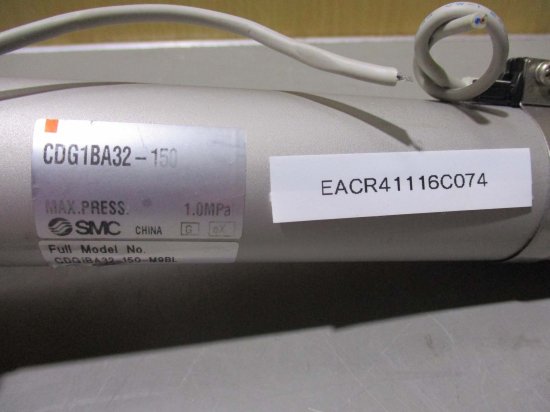 CDG1BA32-150
MAX.PRESS. 1.0MPa
SMC CHINA G
Full Model No.
CDG1BA32-150-M9BL
EACR41116C074